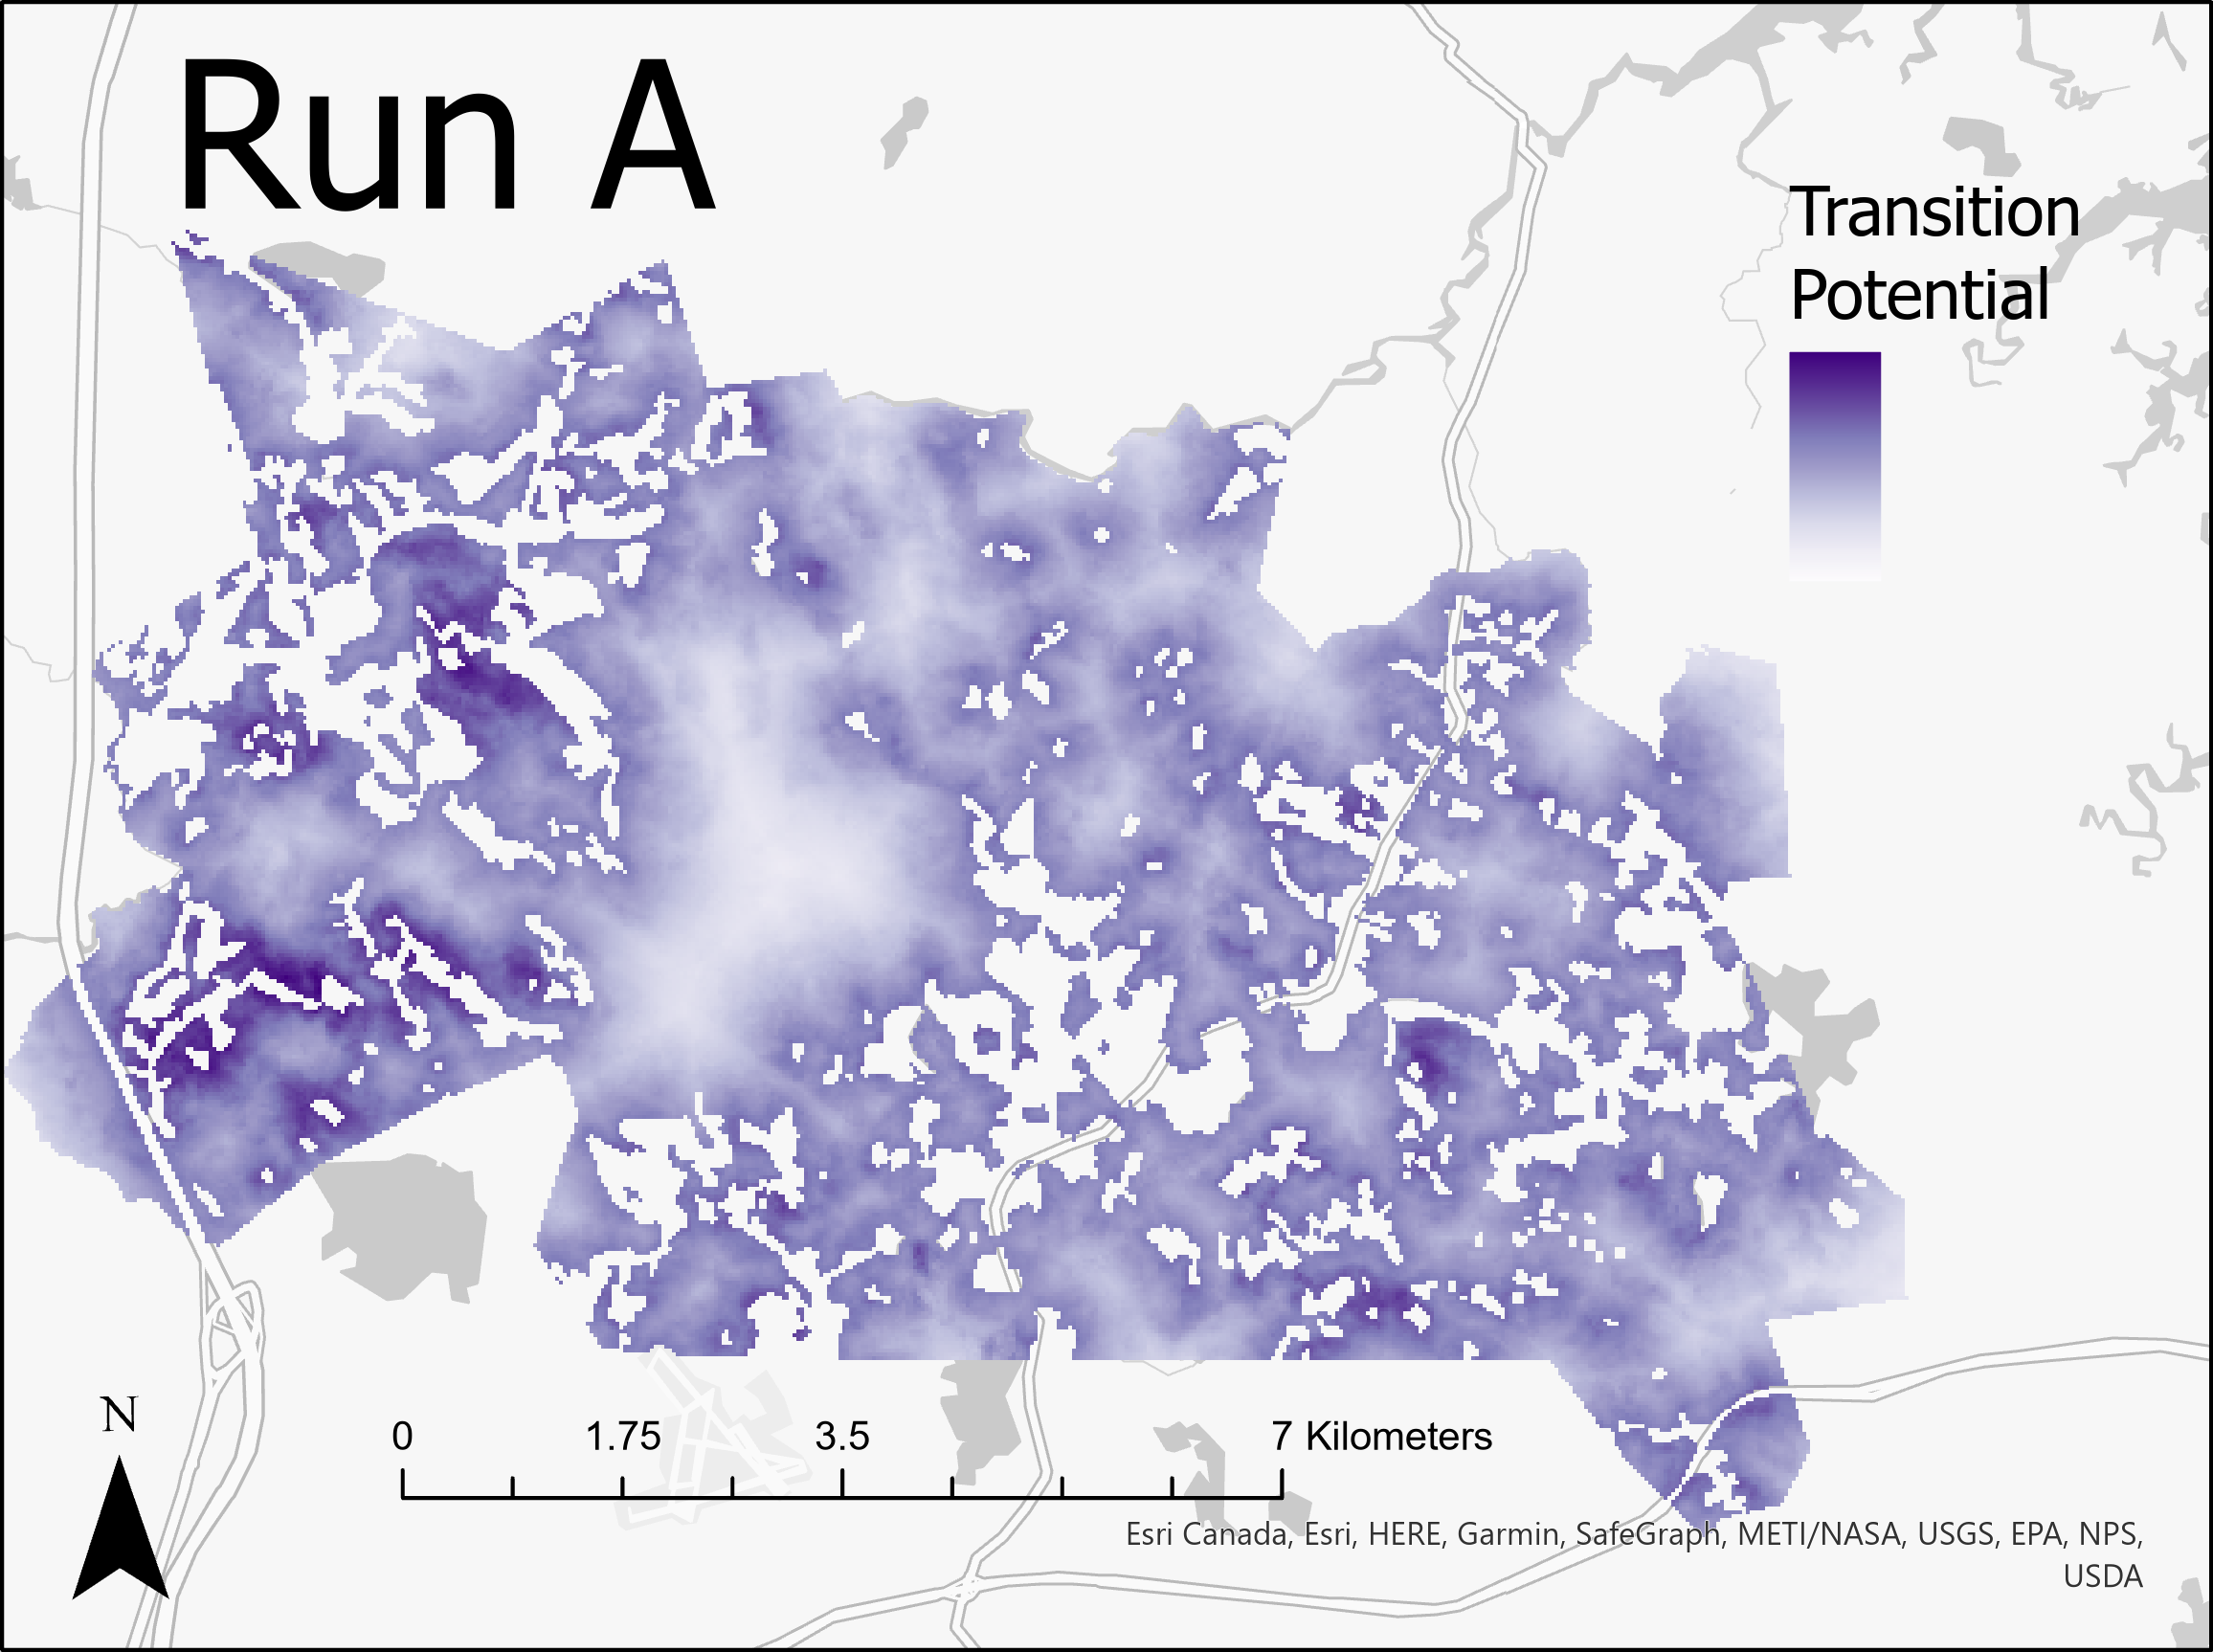 Run A
Transition
Potential
N
0 1.75 3.5 7 Kilometers
Esri Canada, Esri, HERE, Garmin, SafeGraph, METI/NASA, USGS, EPA, NPS,
USDA